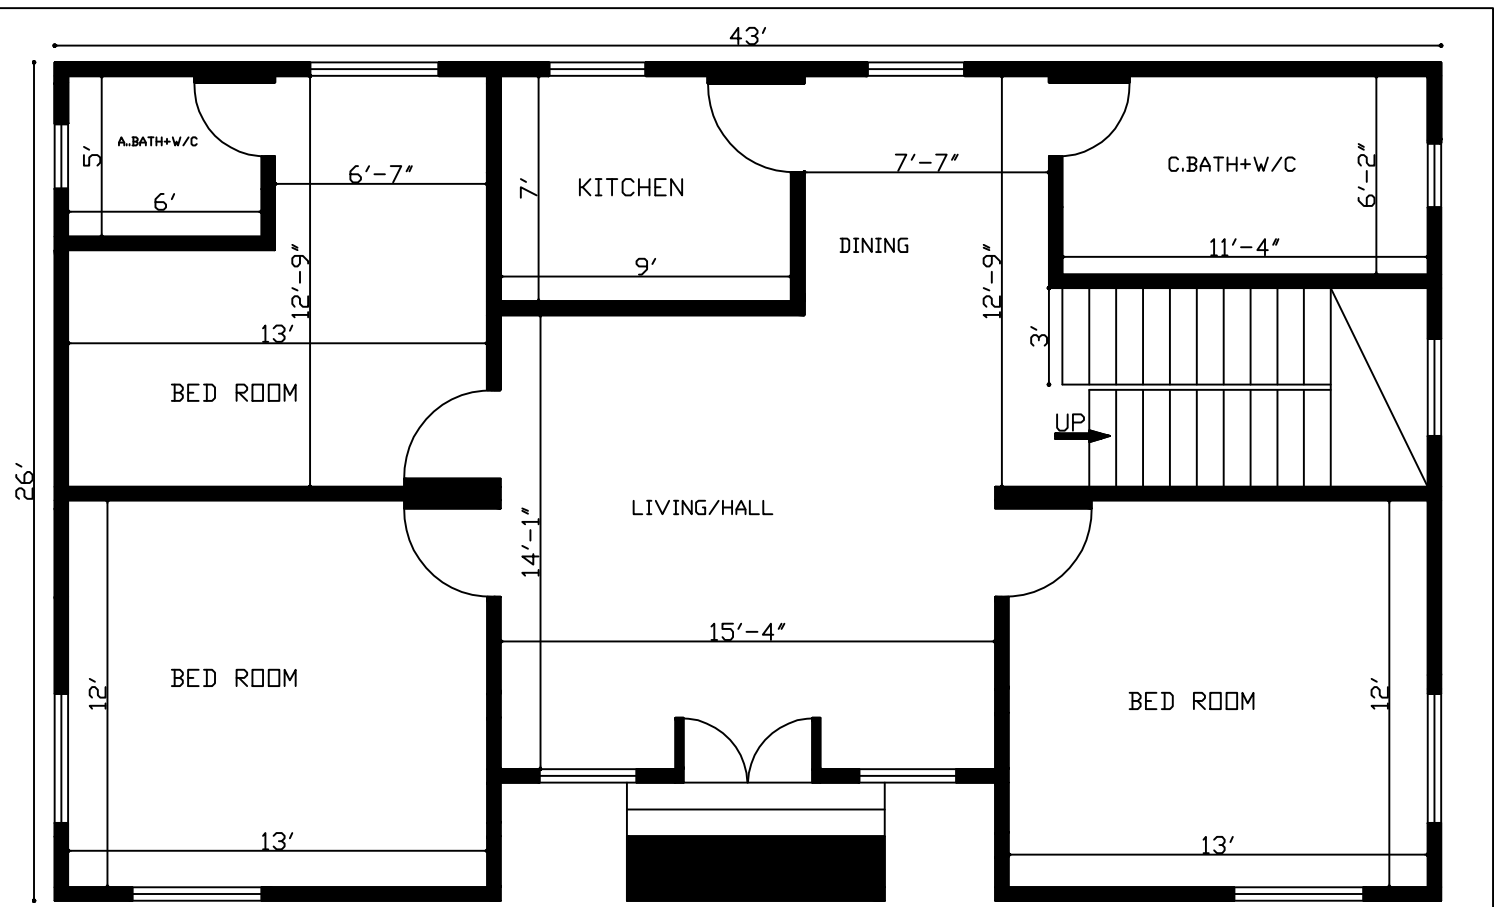 43'
A..BATH+W/C
5'
6'
6'-7"
12'-9"
13'
BED ROOM
7'
KITCHEN
9'
7'-7"
DINING
12'-9"
C.BATH+W/C
6'-2"
11'-4"
3'
UP
26'
LIVING/HALL
14'-1"
15'-4"
BED ROOM
12'
13'
BED ROOM
12'
13'